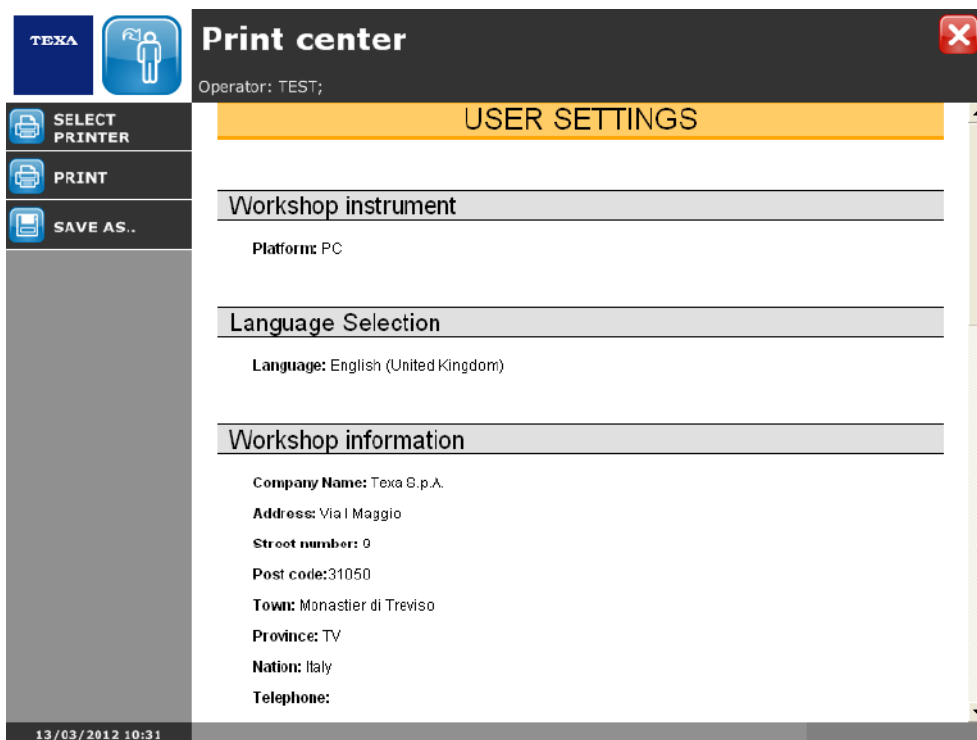 TEXA
Print center
Operator: TEST;
SELECT
PRINTER
PRINT
SAVE AS..
USER SETTINGS
Workshop instrument
Platform: PC
Language Selection
Language: English (United Kingdom)
Workshop information
Company Name: Texa S.p.A.
Address: Via I Maggio
Street number:
Post code:31050
Town: Monastier di Treviso
Province: TV
Nation: Italy
Telephone:
13/03/2012 10:31